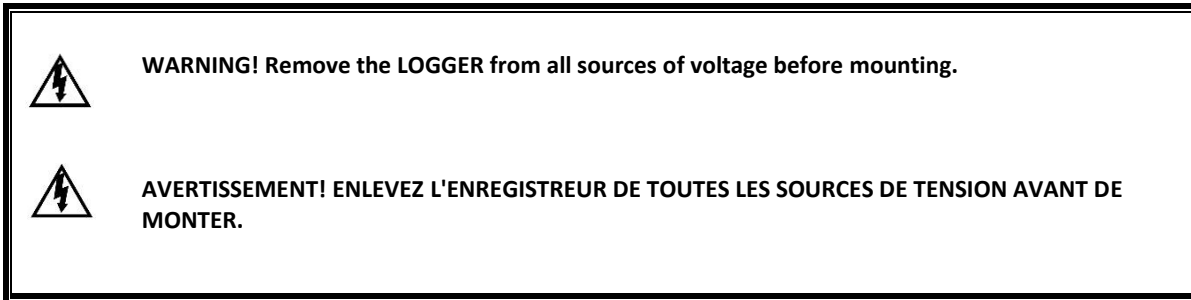 WARNING! Remove the LOGGER from all sources of voltage before mounting.
AVERTISSEMENT! ENLEVEZ L'ENREGISTREUR DE TOUTES LES SOURCES DE TENSION AVANT DE
MONTER.